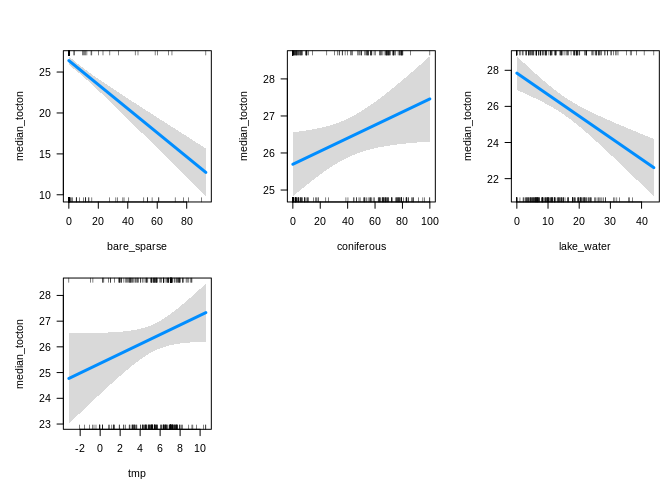 median_tocton
25
20
15
10
0 20 40 60 80
bare_sparse
median_tocton
28
27
26
25
0 20 40 60 80 100
coniferous
median_tocton
28
26
24
22
0 10 20 30 40
lake_water
median_tocton
28
27
26
25
24
23
-2 0 2 4 6 8 10
tmp